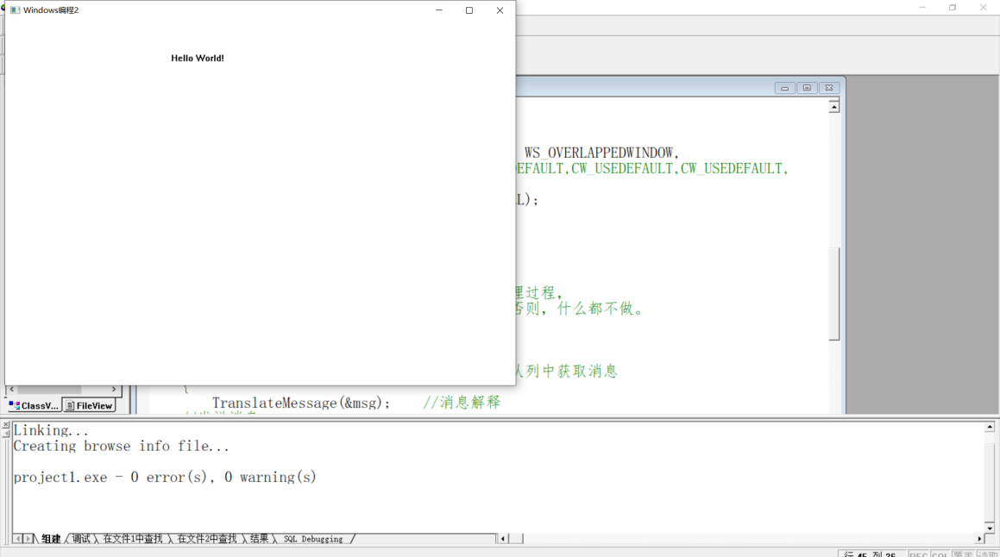 Windows编程2
Hello World!
WS_OVERLAPPEDWINDOW,
EFAULT,CW_USEDEFAULT,CW_USEDEFAULT,
L);
理过程，
否则，什么都不做。
队列中获取消息
{
TranslateMessage(&msg); //消息解释
ClassV... FileView
Linking...
Creating browse info file...
project1.exe - 0 error(s), 0 warning(s)
组建 调试 在文件1中查找 在文件2中查找 结果 SQL Debugging
行 45, 列 26 REC COL 覆盖 读取